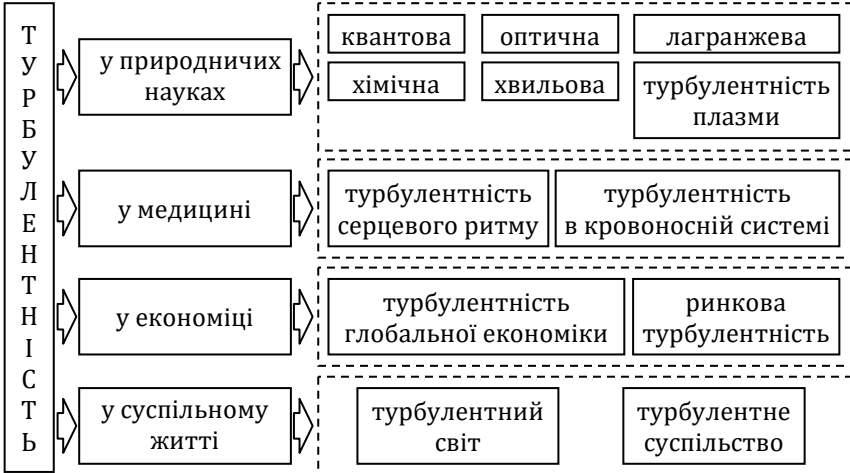 ТУРБУЛЕНТНІСТЬ
у природничих
науках
квантова
оптична
лагранжева
хімічна
хвильова
турбулентність
плазми
у медицині
турбулентність
серцевого ритму
турбулентність
в кровоносній системі
у економіці
турбулентність
глобальної економіки
ринкова
турбулентність
у суспільному
житті
турбулентний
світ
турбулентне
суспільство